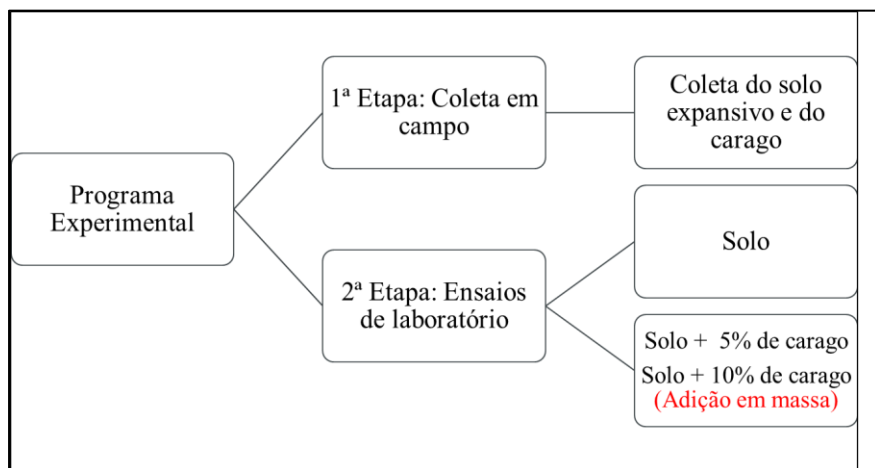 Programa
Experimental
1ª Etapa: Coleta em
campo
Coleta do solo
expansivo e do
carago
2ª Etapa: Ensaios
de laboratório
Solo
Solo + 5% de carago
Solo + 10% de carago
(Adição em massa)